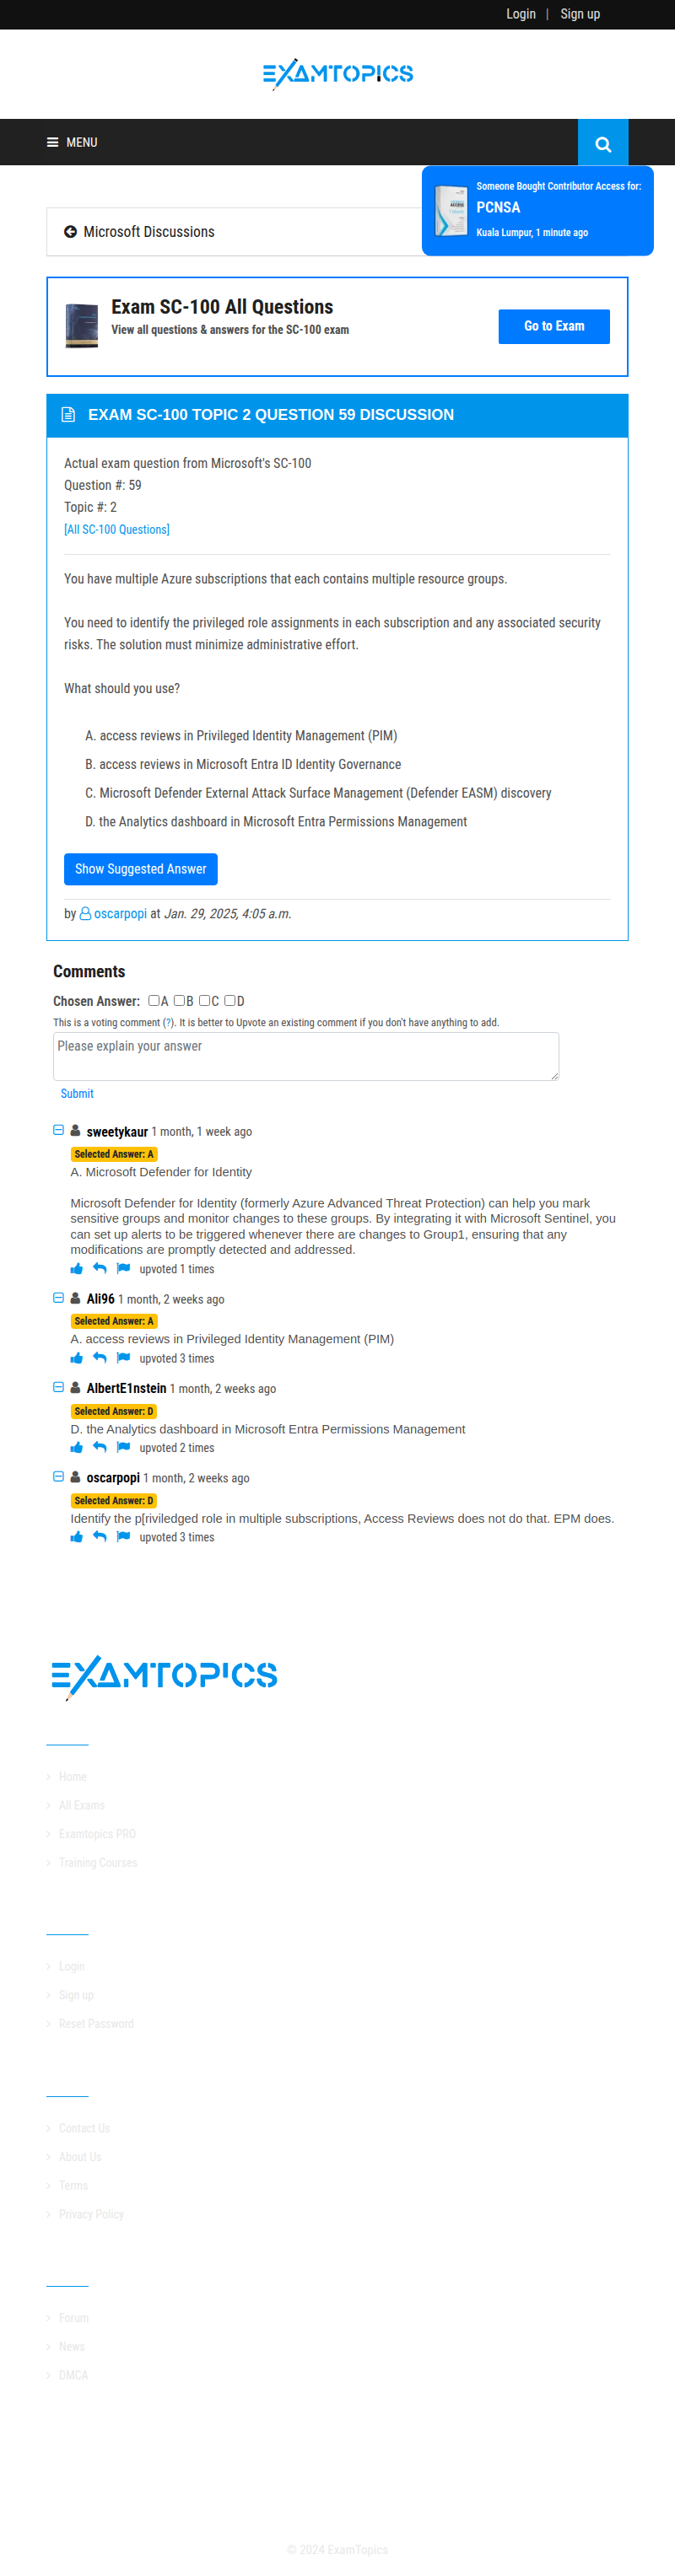 Login | Sign up
EXAMTOPICS
MENU
Someone Bought Contributor Access for:
PCNSA
Kuala Lumpur, 1 minute ago
Microsoft Discussions
Exam SC-100 All Questions
View all questions & answers for the SC-100 exam
Go to Exam
EXAM SC-100 TOPIC 2 QUESTION 59 DISCUSSION
Actual exam question from Microsoft's SC-100
Question #: 59
Topic #: 2
[All SC-100 Questions]
You have multiple Azure subscriptions that each contains multiple resource groups.
You need to identify the privileged role assignments in each subscription and any associated security
risks. The solution must minimize administrative effort.
What should you use?
A. access reviews in Privileged Identity Management (PIM)
B. access reviews in Microsoft Entra ID Identity Governance
C. Microsoft Defender External Attack Surface Management (Defender EASM) discovery
D. the Analytics dashboard in Microsoft Entra Permissions Management
Show Suggested Answer
by oscarpopi at Jan. 29, 2025, 4:05 a.m.
Comments
Chosen Answer: A B C D
This is a voting comment (?). It is better to Upvote an existing comment if you don't have anything to add.
Please explain your answer
Submit
sweetykaur 1 month, 1 week ago
Selected Answer: A
A. Microsoft Defender for Identity
Microsoft Defender for Identity (formerly Azure Advanced Threat Protection) can help you mark
sensitive groups and monitor changes to these groups. By integrating it with Microsoft Sentinel, you
can set up alerts to be triggered whenever there are changes to Group1, ensuring that any
modifications are promptly detected and addressed.
upvoted 1 times
Ali96 1 month, 2 weeks ago
Selected Answer: A
A. access reviews in Privileged Identity Management (PIM)
upvoted 3 times
AlbertE1nstein 1 month, 2 weeks ago
Selected Answer: D
D. the Analytics dashboard in Microsoft Entra Permissions Management
upvoted 2 times
oscarpopi 1 month, 2 weeks ago
Selected Answer: D
Identify the p[riviledged role in multiple subscriptions, Access Reviews does not do that. EPM does.
upvoted 3 times
EXAMTOPICS
Home
All Exams
Examtopics PRO
Training Courses
Login
Sign up
Reset Password
Contact Us
About Us
Terms
Privacy Policy
Forum
News
DMCA
© 2024 ExamTopics